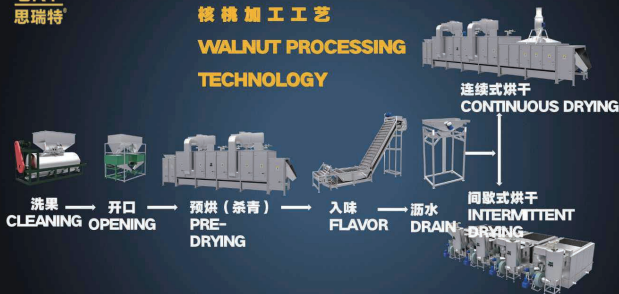 思瑞特®
核桃加工工艺
WALNUT PROCESSING
TECHNOLOGY
连续式烘干
CONTINUOUS DRYING
洗果
CLEANING
开口
OPENING
预烘（杀青）
PRE-
DRYING
入味
FLAVOR
沥水
DRAIN
间歇式烘干
INTERMITTENT
DRYING